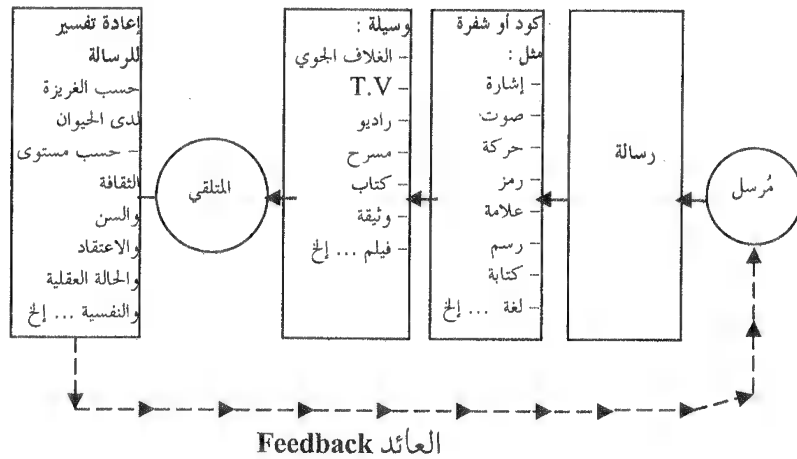 مُرسل
رسالة
كود أو شفرة
مثل :
- إشارة
- صوت
- حركة
- رمز
- علامة
- رسم
- كتابة
- لغة ... إلخ
وسيلة :
- الغلاف الجوي
- T.V
- راديو
- مسرح
- كتاب
- وثيقة
- فيلم ... إلخ
المتلقي
إعادة تفسير
للرسالة
حسب الغريزة
لدى الحيوان
- حسب مستوى
الثقافة
والسن
والاعتقاد
والحالة العقلية
والنفسية ... إلخ
العائد Feedback